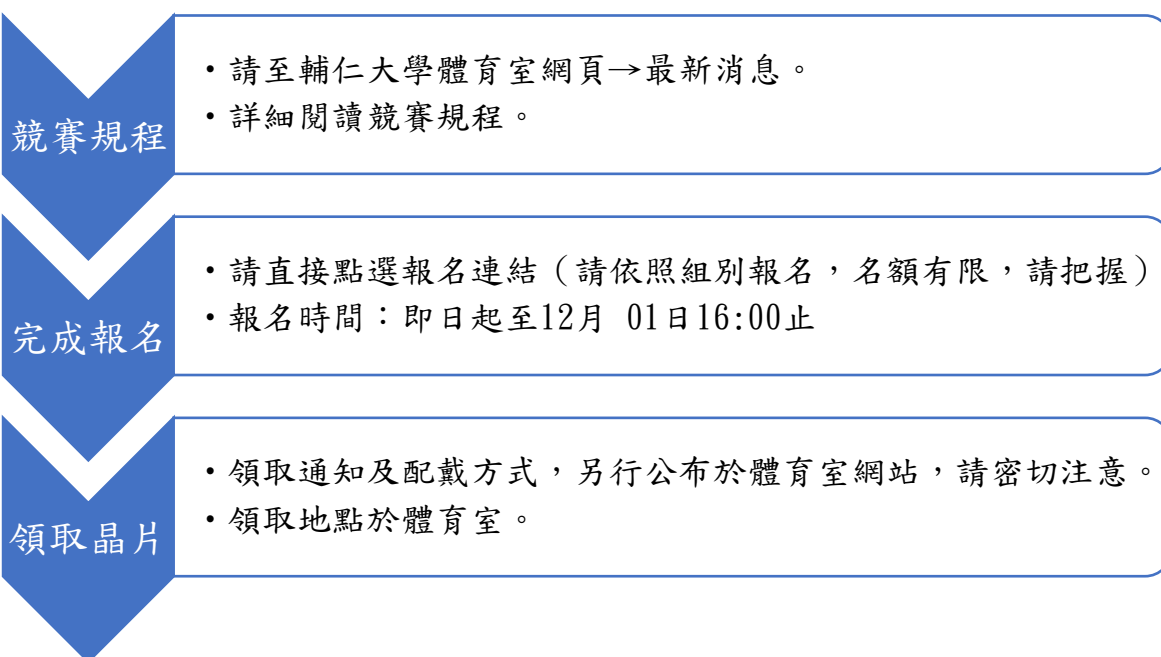 競賽規程
•請至輔仁大學體育室網頁→最新消息。
•詳細閱讀競賽規程。
完成報名
•請直接點選報名連結（請依照組別報名，名額有限，請把握）
•報名時間：即日起至12月 01日16:00止
領取晶片
•領取通知及配戴方式，另行公布於體育室網站，請密切注意。
•領取地點於體育室。